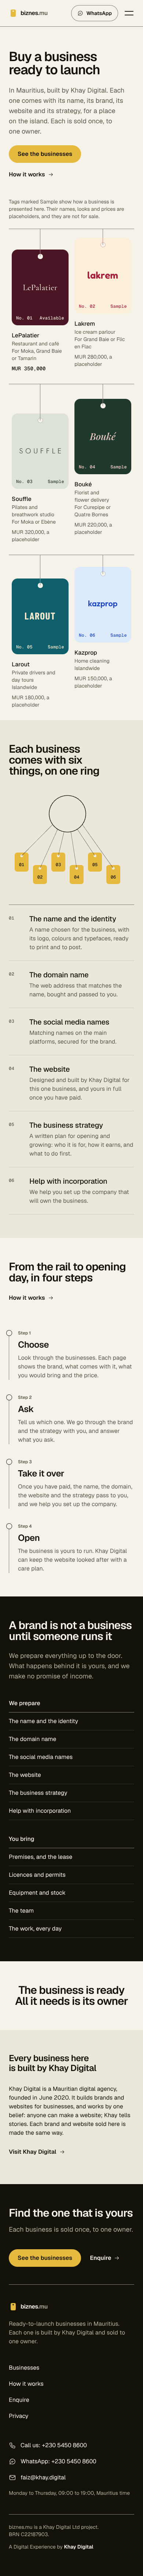 biznes.mu
WhatsApp
Buy a business
ready to launch
In Mauritius, built by Khay Digital. Each
one comes with its name, its brand, its
website and its strategy, for a place
on the island. Each is sold once, to
one owner.
See the businesses
How it works →
Tags marked Sample show how a business is
presented here. Their names, looks and prices are
placeholders, and they are not for sale.
LePalatier
No. 01 Available
LePalatier
Restaurant and café
For Moka, Grand Baie
or Tamarin
MUR 350,000
lakrem
No. 02 Sample
Lakrem
Ice cream parlour
For Grand Baie or Flic
en Flac
MUR 280,000, a
placeholder
SOUFFLE
No. 03 Sample
Souffle
Pilates and
breathwork studio
For Moka or Ebène
MUR 320,000, a
placeholder
Bouké
No. 04 Sample
Bouké
Florist and
flower delivery
For Curepipe or
Quatre Bornes
MUR 220,000, a
placeholder
LAROUT
No. 05 Sample
Larout
Private drivers and
day tours
Islandwide
MUR 180,000, a
placeholder
kazprop
No. 06 Sample
Kazprop
Home cleaning
Islandwide
MUR 150,000, a
placeholder
Each business
comes with six
things, on one ring
01
02
03
04
05
06
01
The name and the identity
A name chosen for the business, with
its logo, colours and typefaces, ready
to print and to post.
02
The domain name
The web address that matches the
name, bought and passed to you.
03
The social media names
Matching names on the main
platforms, secured for the brand.
04
The website
Designed and built by Khay Digital for
this one business, and yours in full
once you have paid.
05
The business strategy
A written plan for opening and
growing: who it is for, how it earns, and
what to do first.
06
Help with incorporation
We help you set up the company that
will own the business.
From the rail to opening
day, in four steps
How it works →
Step 1
Choose
Look through the businesses. Each page
shows the brand, what comes with it, what
you would bring and the price.
Step 2
Ask
Tell us which one. We go through the brand
and the strategy with you, and answer
what you ask.
Step 3
Take it over
Once you have paid, the name, the domain,
the website and the strategy pass to you,
and we help you set up the company.
Step 4
Open
The business is yours to run. Khay Digital
can keep the website looked after with a
care plan.
A brand is not a business
until someone runs it
We prepare everything up to the door.
What happens behind it is yours, and we
make no promise of income.
We prepare
The name and the identity
The domain name
The social media names
The website
The business strategy
Help with incorporation
You bring
Premises, and the lease
Licences and permits
Equipment and stock
The team
The work, every day
The business is ready
All it needs is its owner
Every business here
is built by Khay Digital
Khay Digital is a Mauritian digital agency,
founded in June 2020. It builds brands and
websites for businesses, and works by one
belief: anyone can make a website; Khay tells
stories. Each brand and website sold here is
made the same way.
Visit Khay Digital →
Find the one that is yours
Each business is sold once, to one owner.
See the businesses
Enquire →
biznes.mu
Ready-to-launch businesses in Mauritius.
Each one is built by Khay Digital and sold to
one owner.
Businesses
How it works
Enquire
Privacy
Call us: +230 5450 8600
WhatsApp: +230 5450 8600
faiz@khay.digital
Monday to Thursday, 09:00 to 19:00, Mauritius time
biznes.mu is a Khay Digital Ltd project.
BRN C22187903.
A Digital Experience by Khay Digital